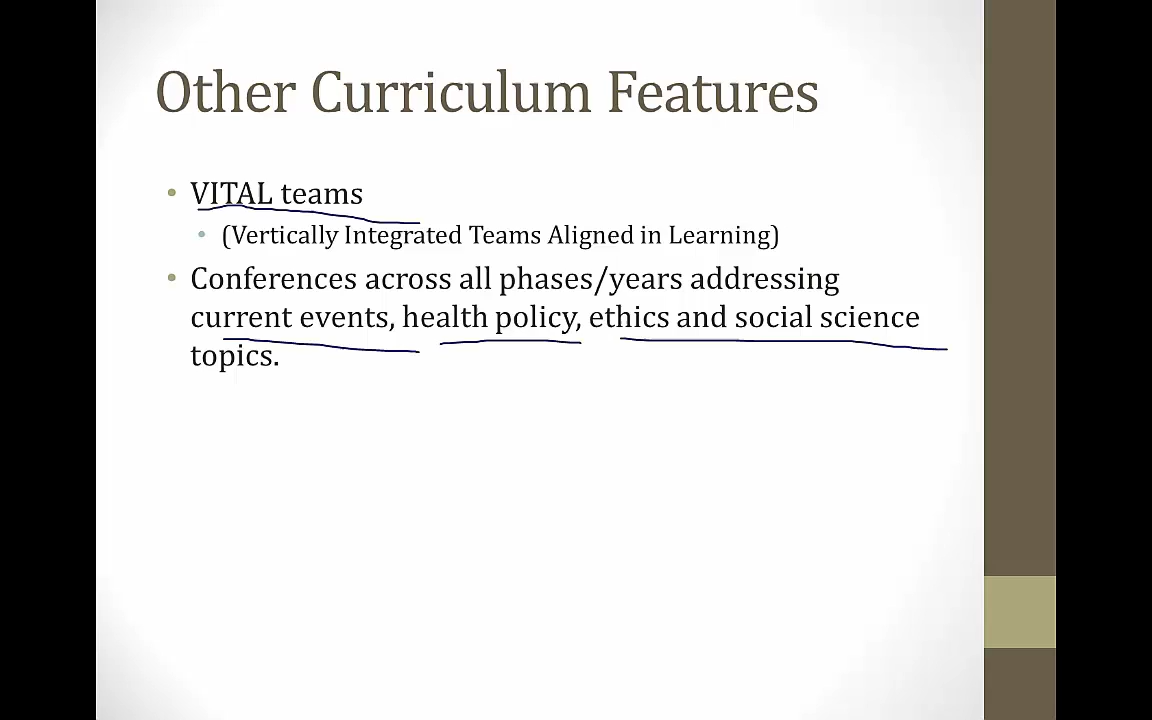 Other Curriculum Features
• VITAL teams
• (Vertically Integrated Teams Aligned in Learning)
• Conferences across all phases/years addressing
current events, health policy, ethics and social science
topics.